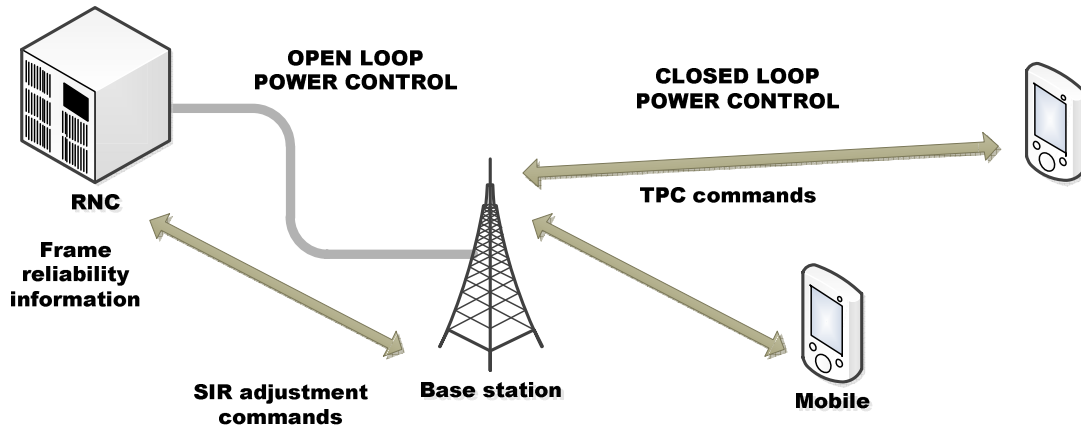 OPEN LOOP
POWER CONTROL
CLOSED LOOP
POWER CONTROL
RNC
TPC commands
Frame
reliability
information
SIR adjustment
commands
Base station
Mobile